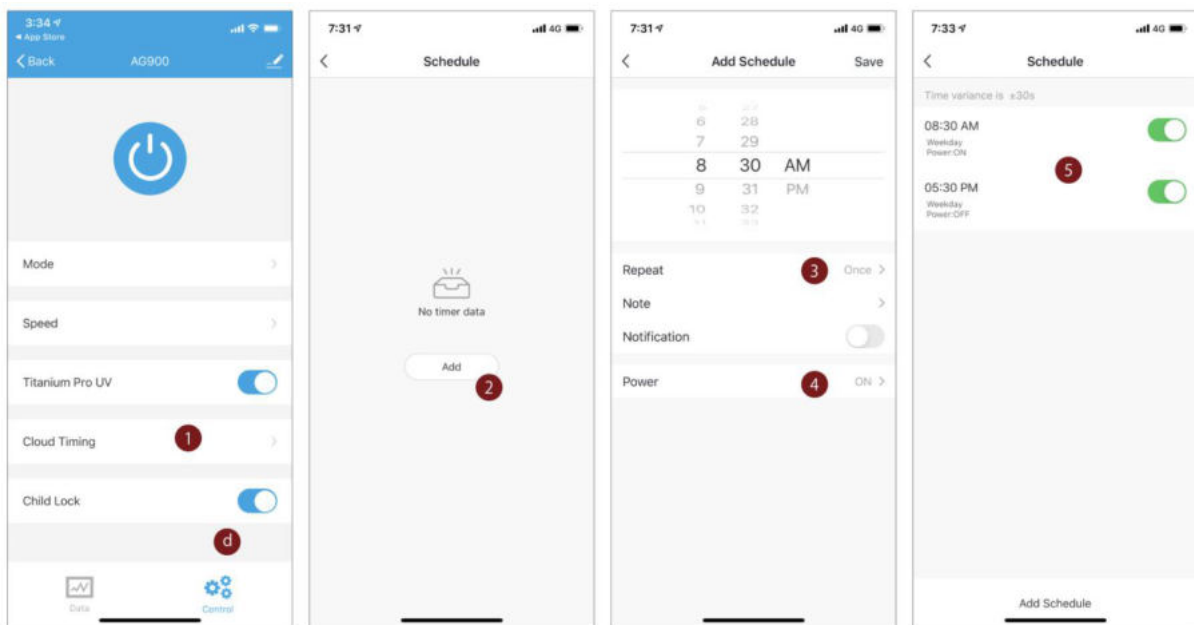 3:34
App Store
Back
AG900
Mode
Speed
Titanium Pro UV
Cloud Timing
1
Child Lock
d
Data
Control
7:31
4G
Schedule
No timer data
Add
2
7:31
4G
Add Schedule
Save
6 28
7 29
8 30 AM
9 31 PM
10 32
Repeat
3
Once
Note
Notification
Power
4
ON
7:33
4G
Schedule
Time variance is ±30s
08:30 AM
Weekday
Power:ON
5
05:30 PM
Weekday
Power:OFF
Add Schedule